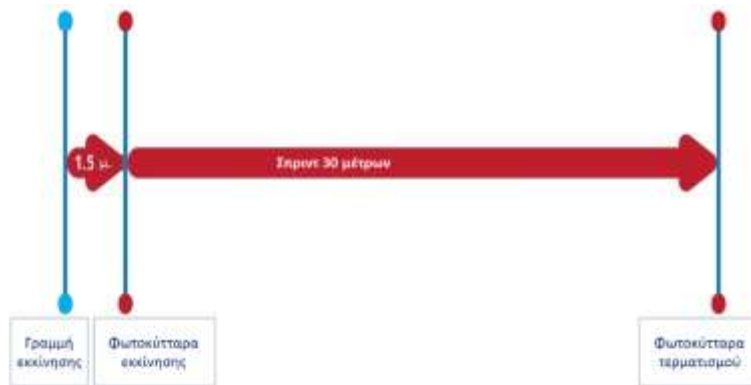 1.5 μ.
Σπριντ 30 μέτρων
Γραμμή
εκκίνησης
Φωτοκύτταρα
εκκίνησης
Φωτοκύτταρα
τερματισμού